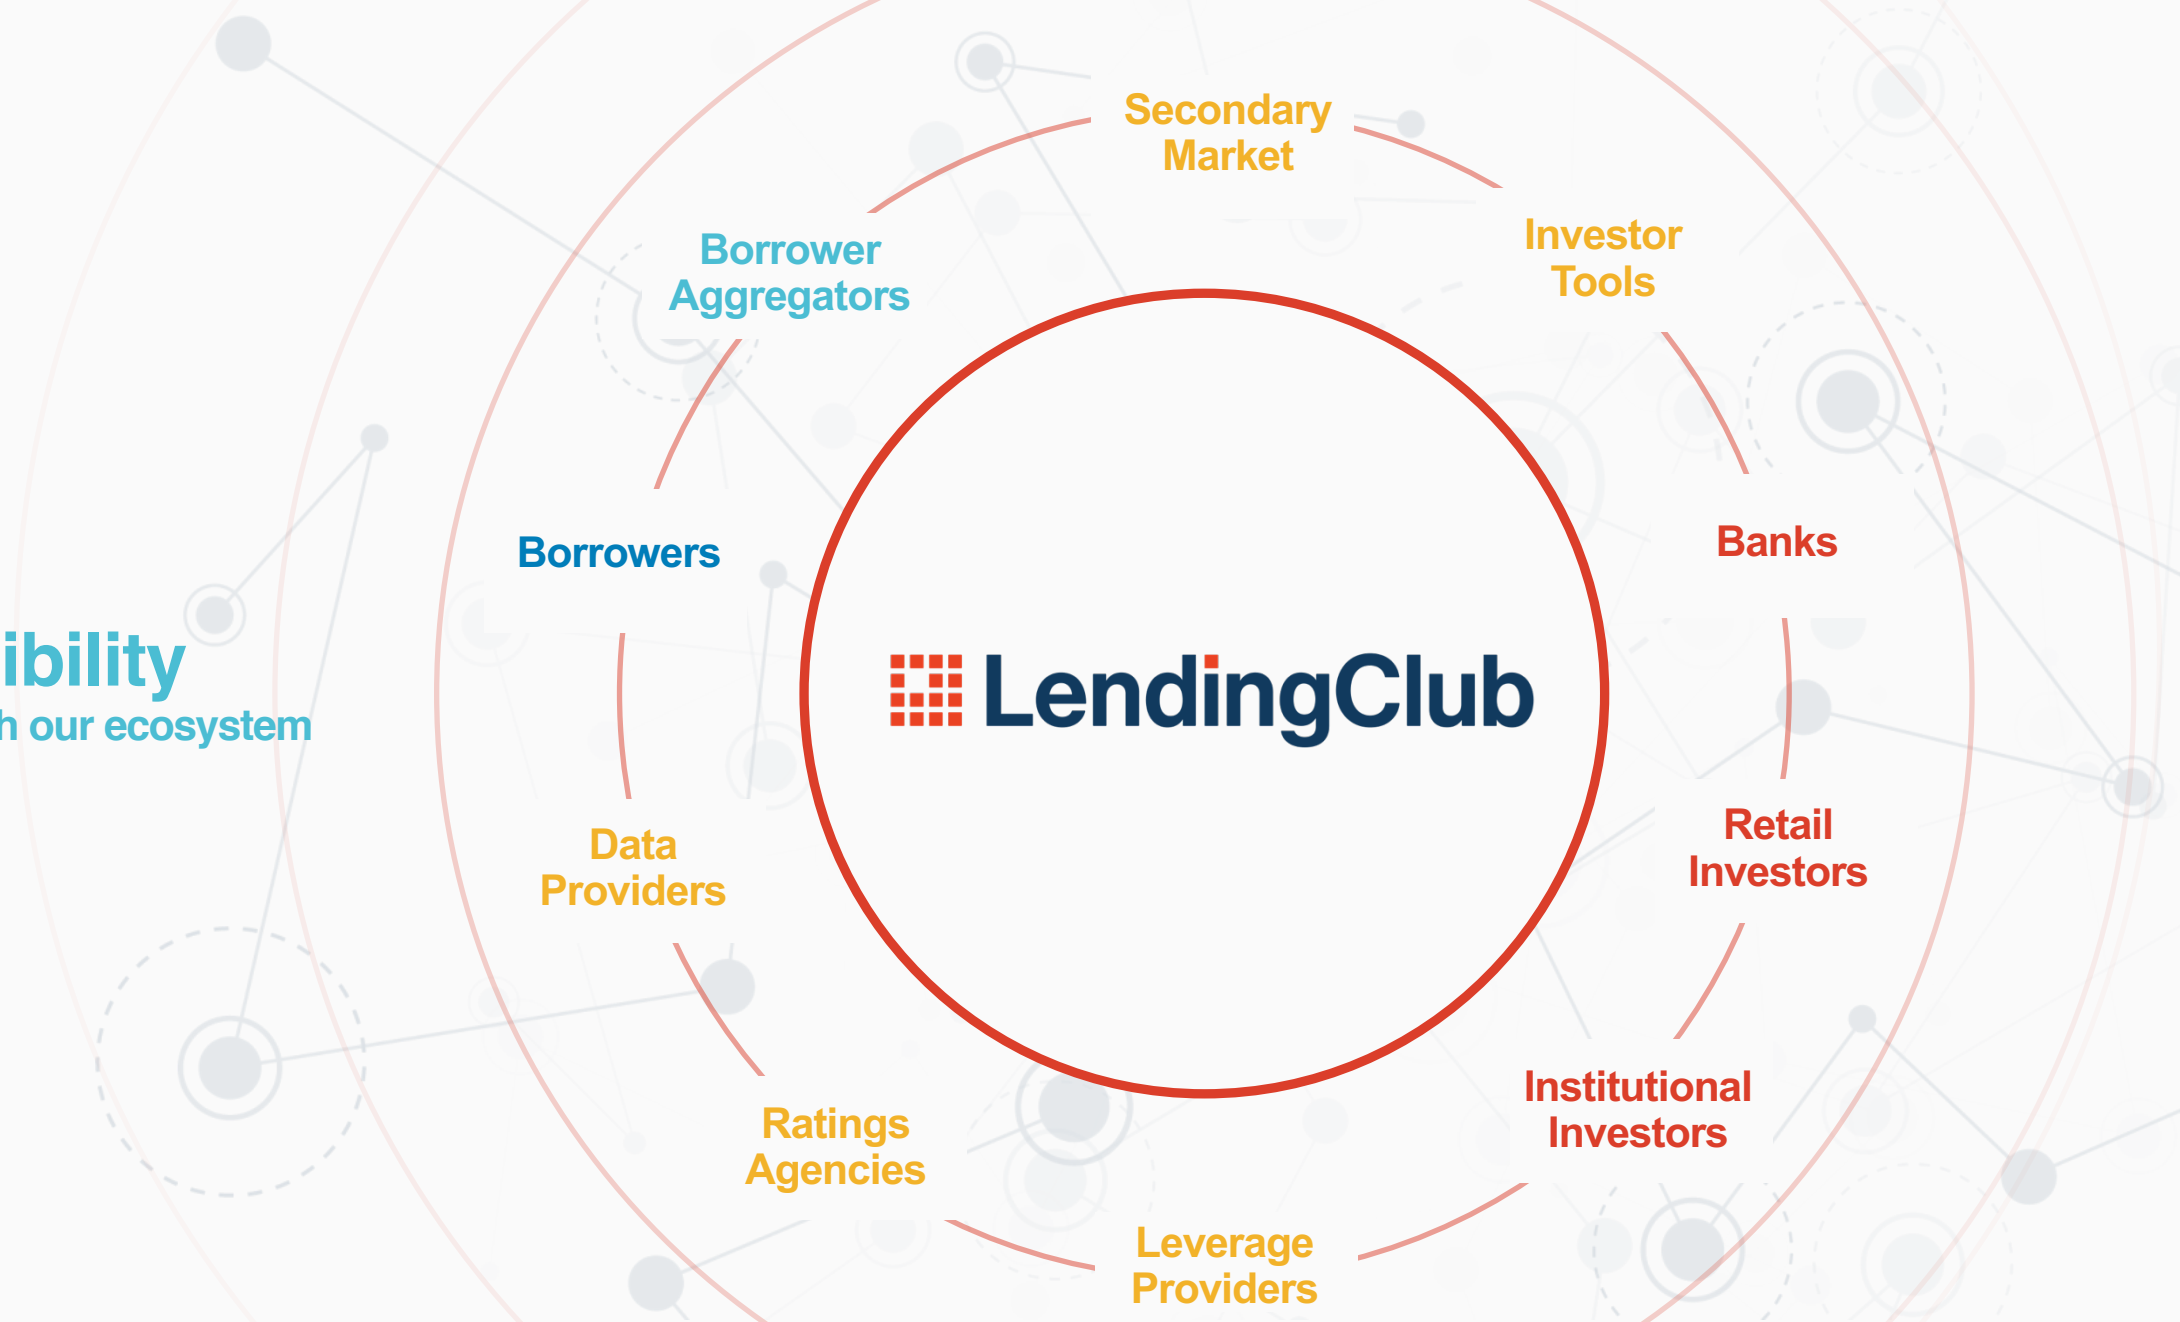 Secondary
Market
Investor
Tools
Borrower
Aggregators
Banks
Borrowers
ibility
h our ecosystem
LendingClub
Retail
Investors
Data
Providers
Institutional
Investors
Ratings
Agencies
Leverage
Providers